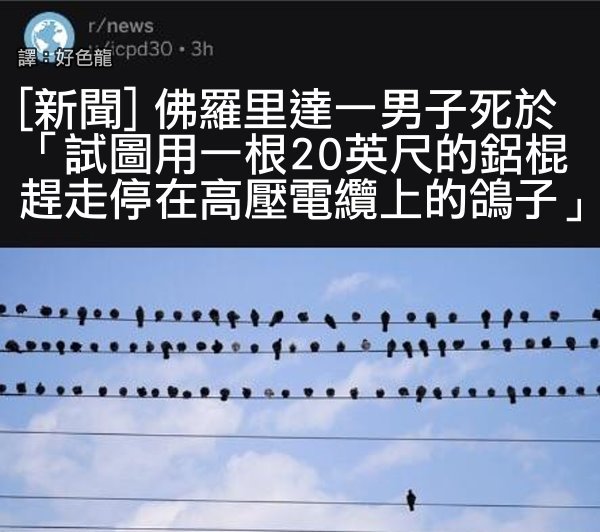 r/news
u/icpd30 • 3h
譯：好色龍
[新聞] 佛羅里達一男子死於
「試圖用一根20英尺的鋁棍
趕走停在高壓電纜上的鴿子」